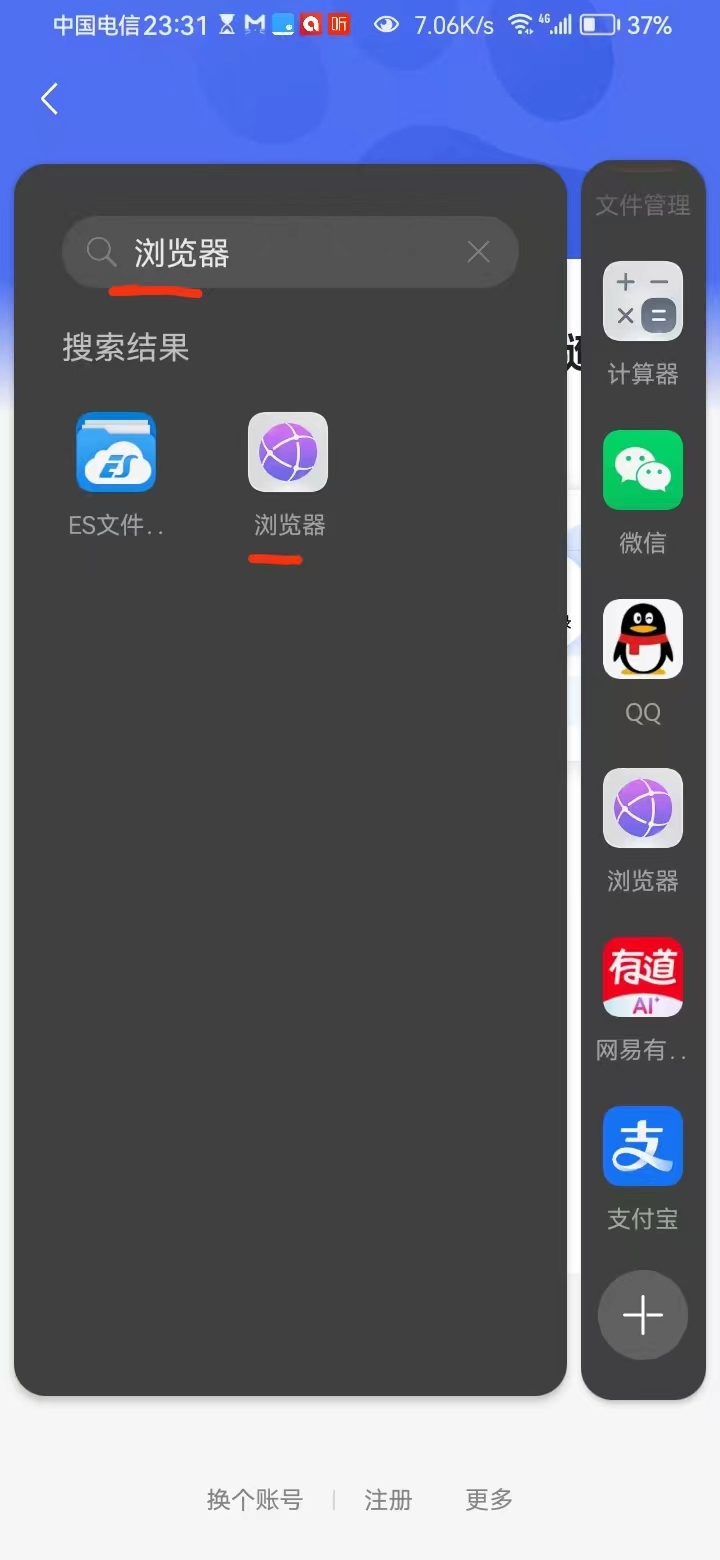 中国电信23:31 7.06K/s 4G 37%
浏览器
搜索结果
ES文件..
浏览器
文件管理
计算器
微信
QQ
浏览器
有道
AI+
网易有..
支
支付宝
换个账号 | 注册 更多